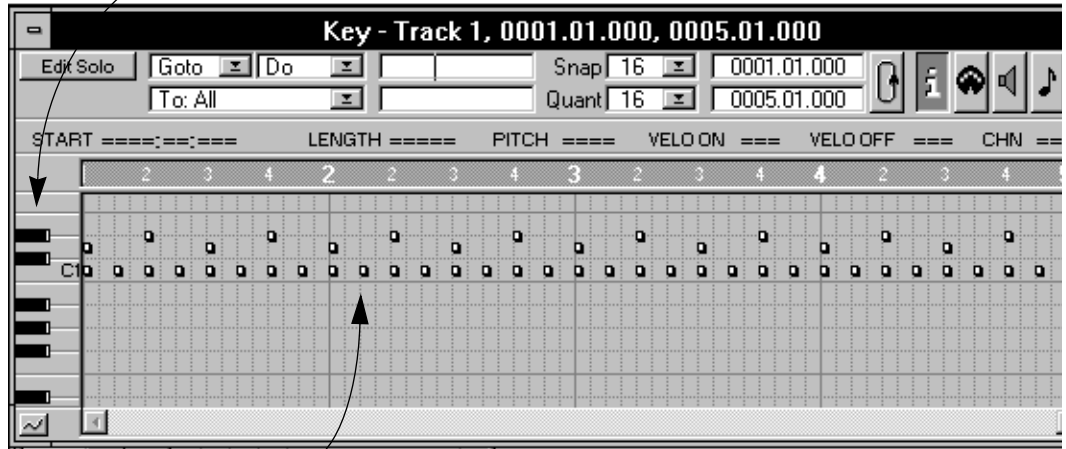 Key - Track 1, 0001.01.000, 0005.01.000
Edit Solo Goto Do Snap 16 0001.01.000
To: All Quant 16 0005.01.000
START ====:==:=== LENGTH ===== PITCH ==== VELO ON === VELO OFF === CHN ==
2 3 4 2 2 3 4 3 2 3 4 4 2 3 4
C1